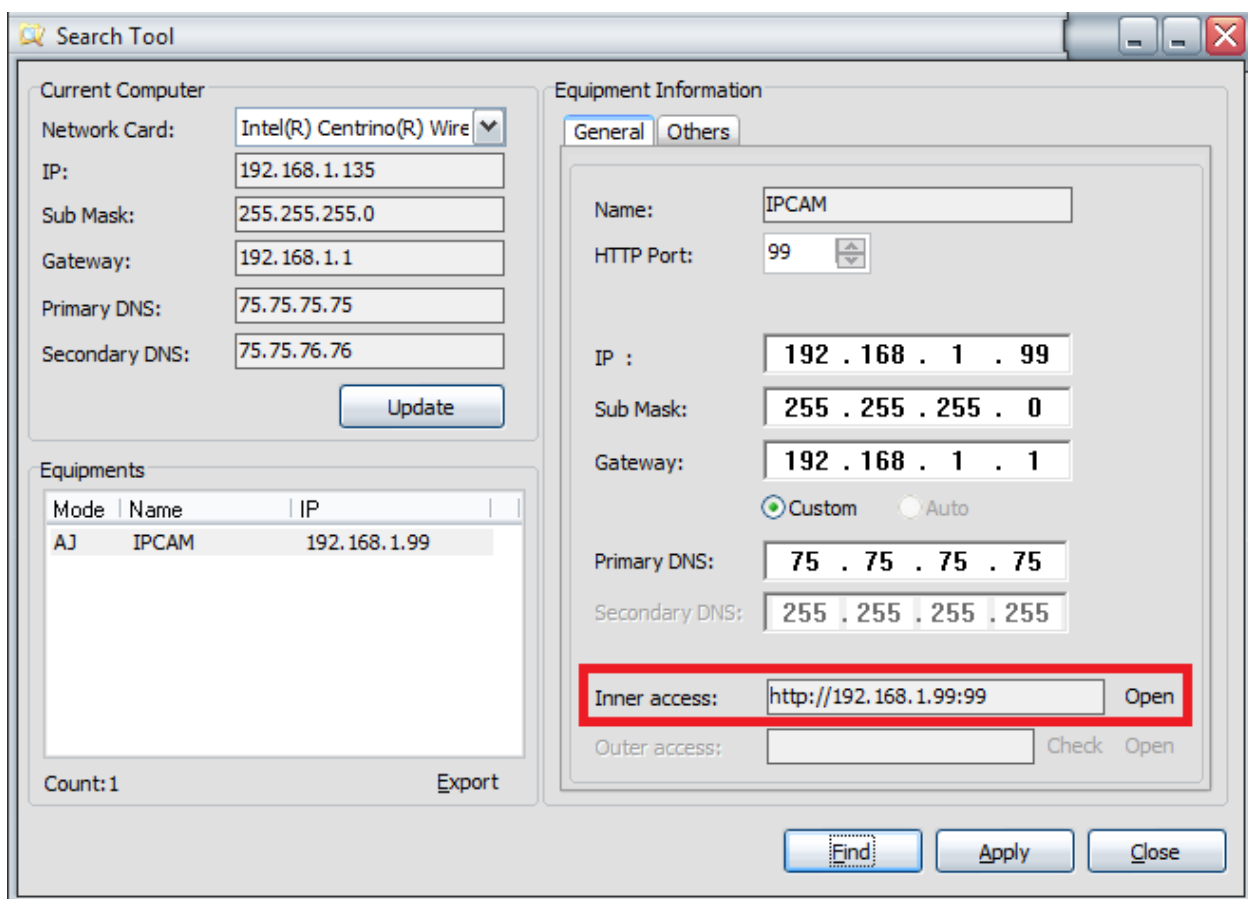 Search Tool
Current Computer
Network Card: Intel(R) Centrino(R) Wire
IP: 192.168.1.135
Sub Mask: 255.255.255.0
Gateway: 192.168.1.1
Primary DNS: 75.75.75.75
Secondary DNS: 75.75.76.76
Update
Equipments
Mode Name IP
AJ IPCAM 192.168.1.99
Count:1 Export
Equipment Information
General Others
Name: IPCAM
HTTP Port: 99
IP : 192 . 168 . 1 . 99
Sub Mask: 255 . 255 . 255 . 0
Gateway: 192 . 168 . 1 . 1
Custom Auto
Primary DNS: 75 . 75 . 75 . 75
Secondary DNS: 255 . 255 . 255 . 255
Inner access: http://192.168.1.99:99 Open
Outer access: Check Open
Find Apply Close